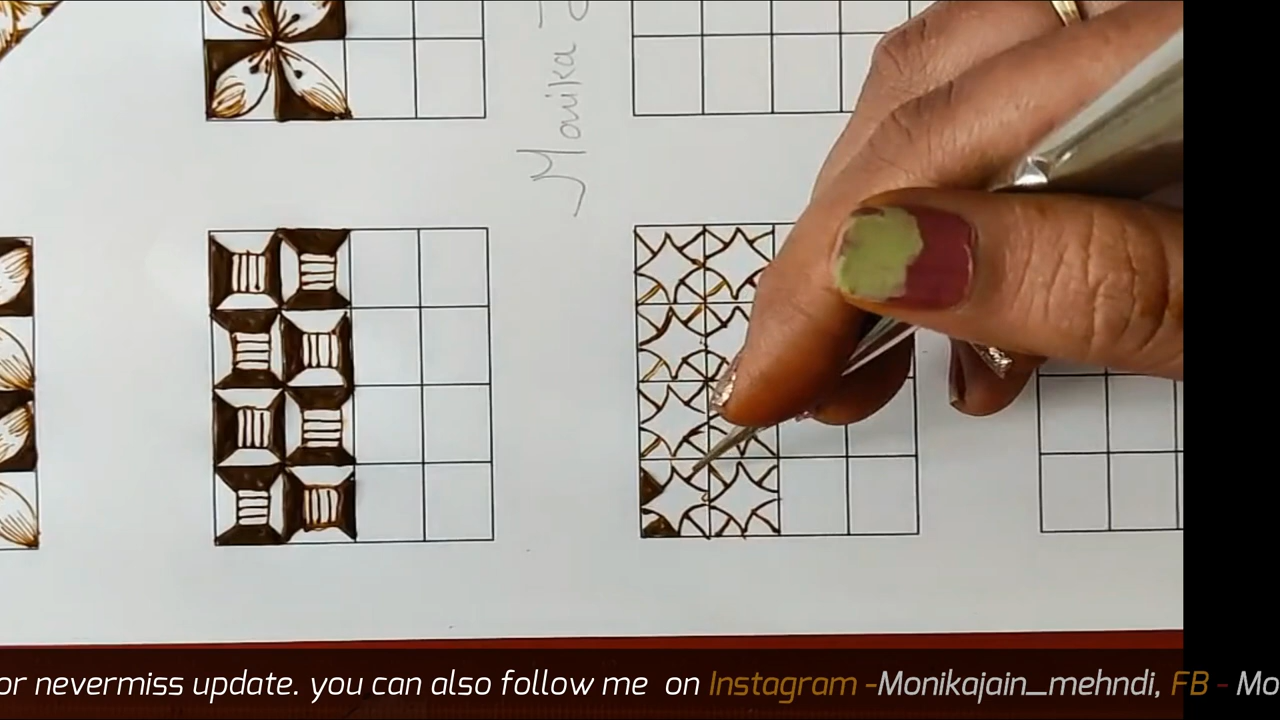 Monika J
or nevermiss update. you can also follow me on Instagram -Monikajain_mehndi, FB - Mo